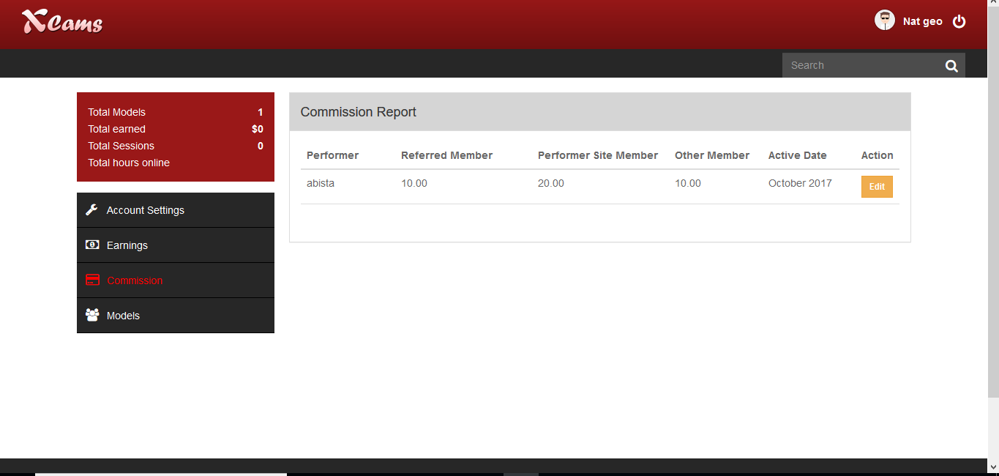 XCams
Nat geo
Search
Total Models 1
Total earned $0
Total Sessions 0
Total hours online
Account Settings
Earnings
Commission
Models
Commission Report
Performer Referred Member Performer Site Member Other Member Active Date Action
abista 10.00 20.00 10.00 October 2017 Edit